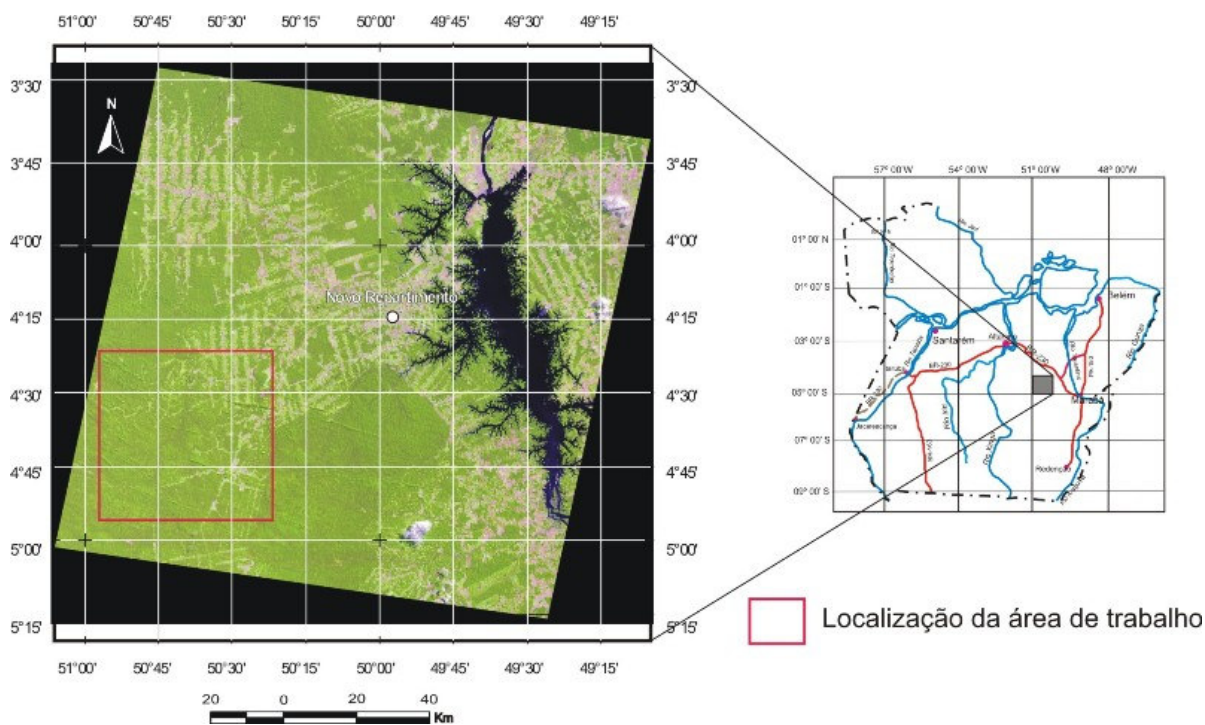 51°00' 50°45' 50°30' 50°15' 50°00' 49°45' 49°30' 49°15'
3°30' 3°30'
N
3°45' 3°45'
4°00' 4°00'
Novo Repartimento
4°15' 4°15'
4°30' 4°30'
4°45' 4°45'
5°00' 5°00'
5°15' 5°15'
51°00' 50°45' 50°30' 50°15' 50°00' 49°45' 49°30' 49°15'
20 0 20 40
Km
57° 00' W 54° 00' W 51° 00' W 48° 00' W
01° 00' N
01° 00' S
Belém
03° 00' S
Santarém
BR-230
05° 00' S
Jacareacanga
07° 00' S
Redenção
09° 00' S
Localização da área de trabalho